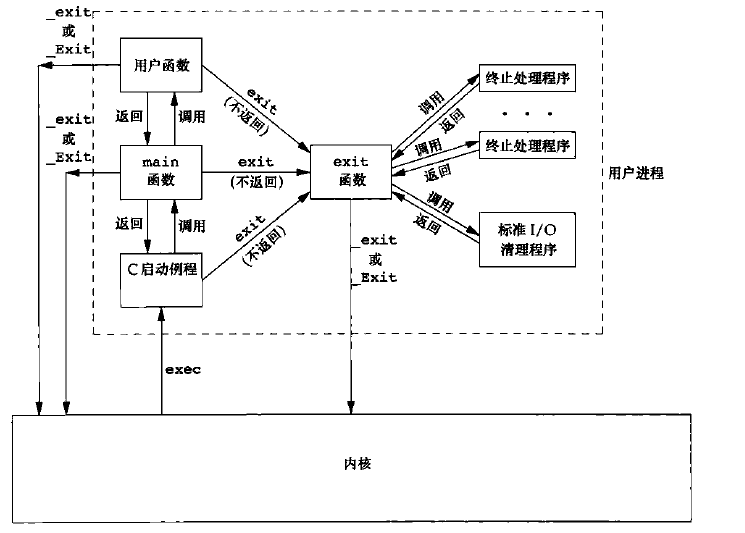 _exit
或
_Exit
用户函数
终止处理程序
exit
(不返回)
调用
返回
. . .
_exit
或
_Exit
返回
调用
main
函数
exit
(不返回)
exit
函数
调用
返回
终止处理程序
用户进程
返回
调用
exit
(不返回)
调用
返回
标准 I/O
清理程序
C启动例程
_exit
或
_Exit
exec
内核